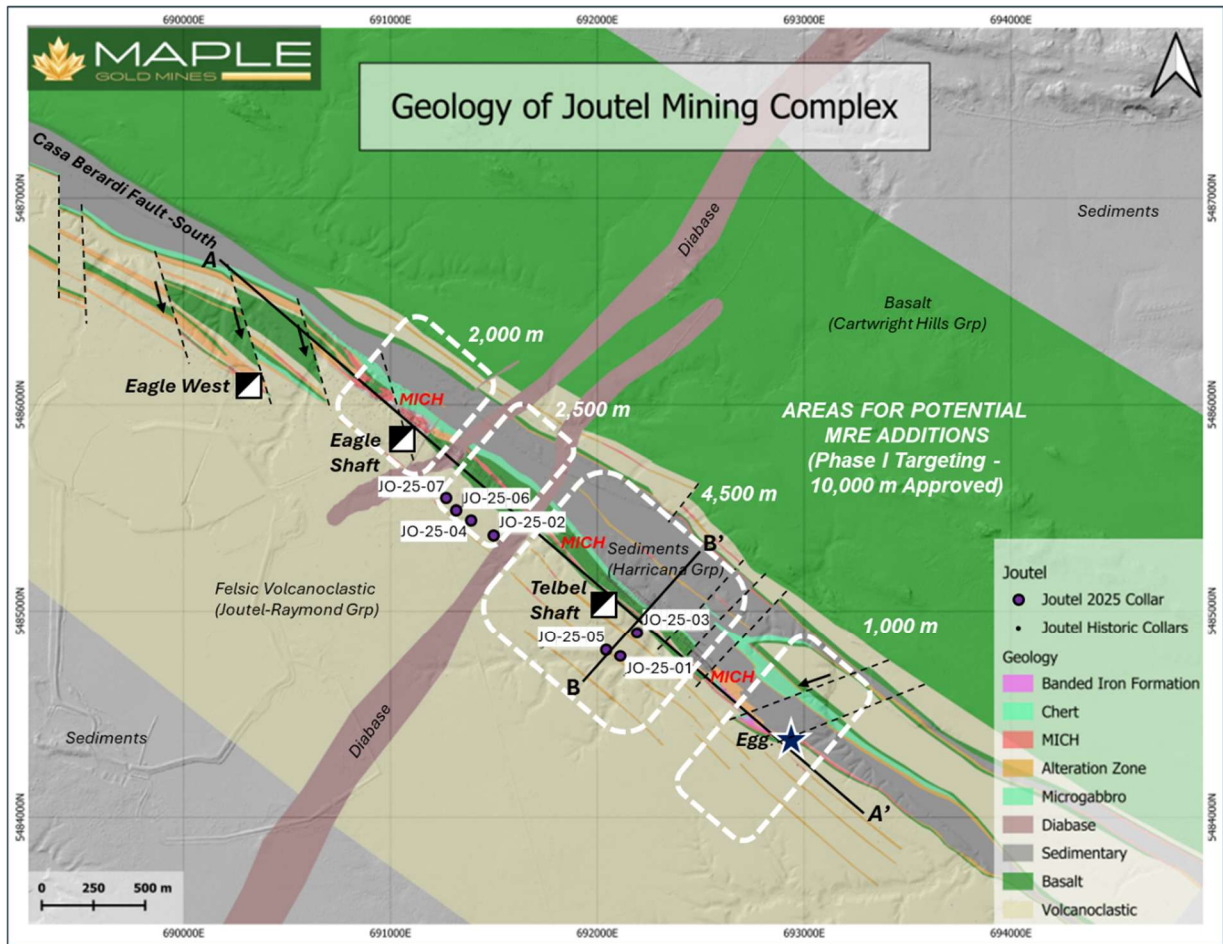 690000E
691000E
692000E
693000E
694000E
MAPLE
GOLD MINES
Geology of Joutel Mining Complex
Casa Berardi Fault -South
5487000N
5487000N
Sediments
Diabase
A
Basalt
(Cartwright Hills Grp)
2,000 m
Eagle West
MICH
5486000N
5486000N
2,500 m
AREAS FOR POTENTIAL
MRE ADDITIONS
(Phase I Targeting -
10,000 m Approved)
Eagle
Shaft
JO-25-07
JO-25-06
4,500 m
JO-25-04
JO-25-02
MICH
Sediments
(Harricana Grp)
B'
Felsic Volcanoclastic
(Joutel-Raymond Grp)
Telbel
Shaft
5485000N
5485000N
JO-25-03
1,000 m
JO-25-05
JO-25-01
MICH
B
Sediments
Diabase
Egg
A'
5484000N
5484000N
Joutel
Joutel 2025 Collar
Joutel Historic Collars
Geology
Banded Iron Formation
Chert
MICH
Alteration Zone
Microgabbro
Diabase
Sedimentary
Basalt
Volcanoclastic
0 250 500 m
690000E
691000E
692000E
693000E
694000E